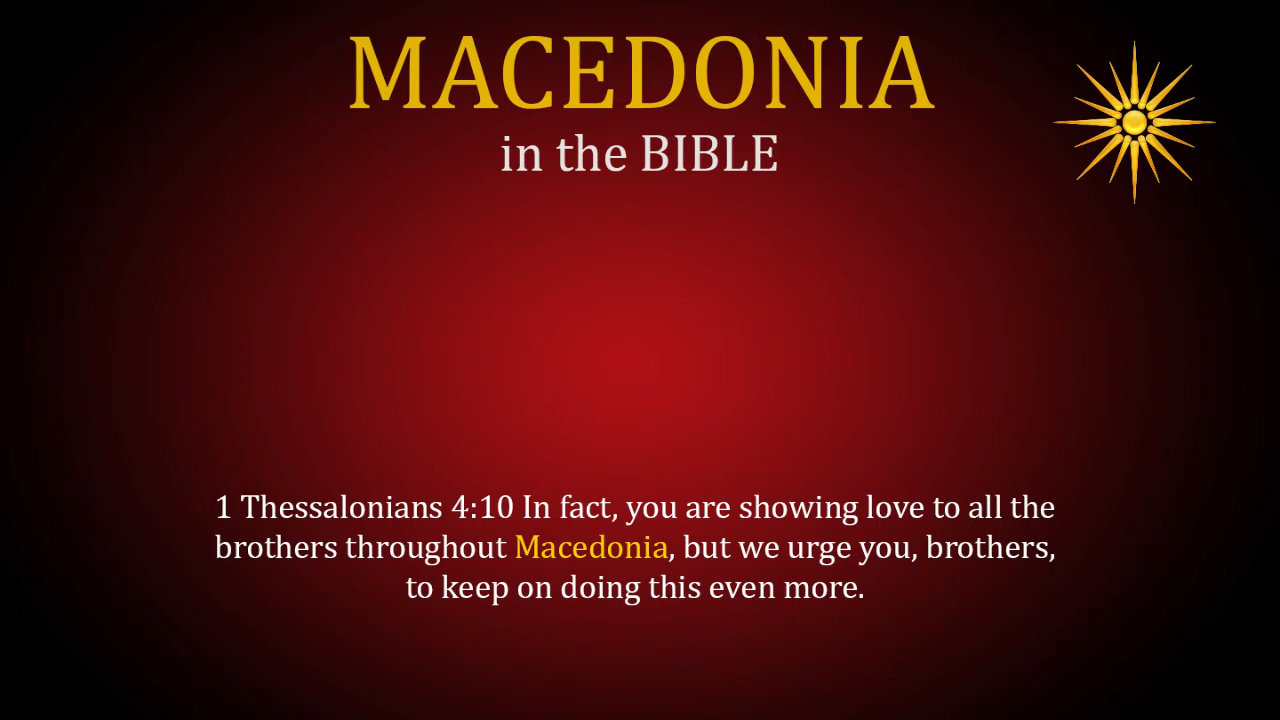 MACEDONIA
in the BIBLE
1 Thessalonians 4:10 In fact, you are showing love to all the
brothers throughout Macedonia, but we urge you, brothers,
to keep on doing this even more.